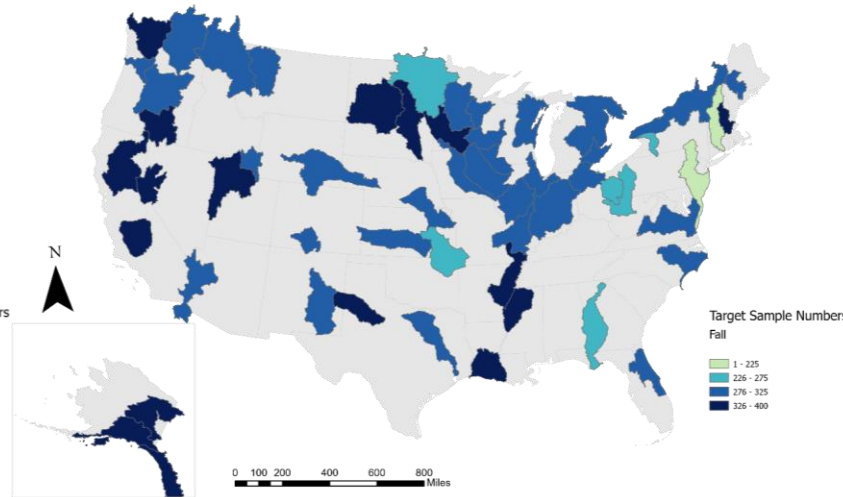 N
ers
Target Sample Numbers
Fall
1 - 225
226 - 275
276 - 325
326 - 400
0 100 200 400 600 800
Miles